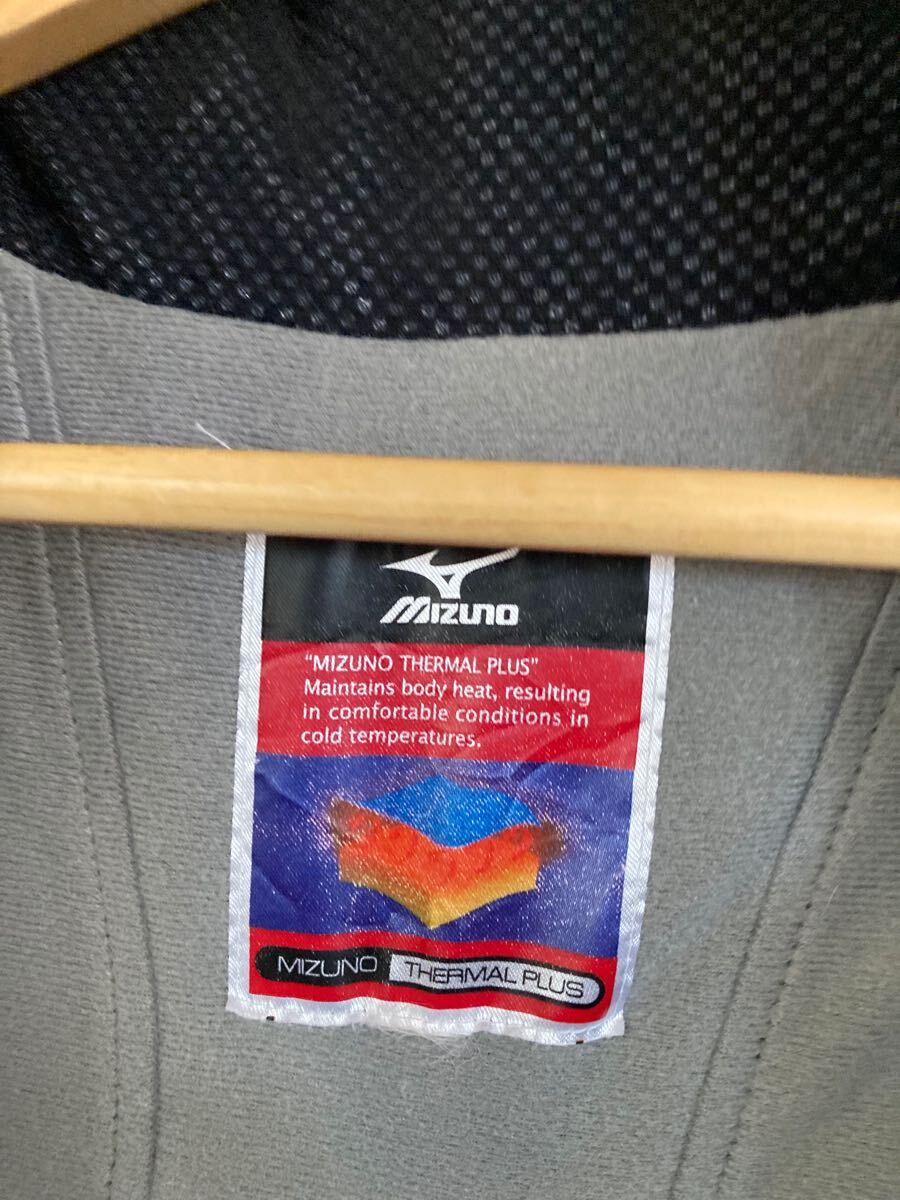 MIZUNO
"MIZUNO THERMAL PLUS"
Maintains body heat, resulting
in comfortable conditions in
cold temperatures.
MIZUNO THERMAL PLUS